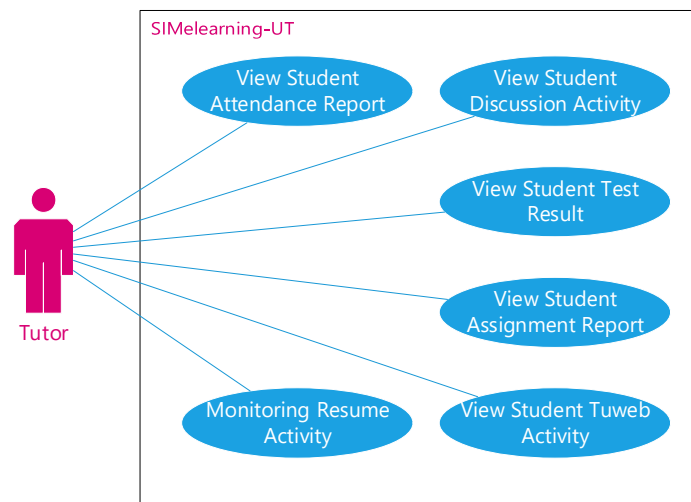 SIMelearning-UT
View Student
Attendance Report
View Student
Discussion Activity
View Student Test
Result
Tutor
View Student
Assignment Report
Monitoring Resume
Activity
View Student Tuweb
Activity